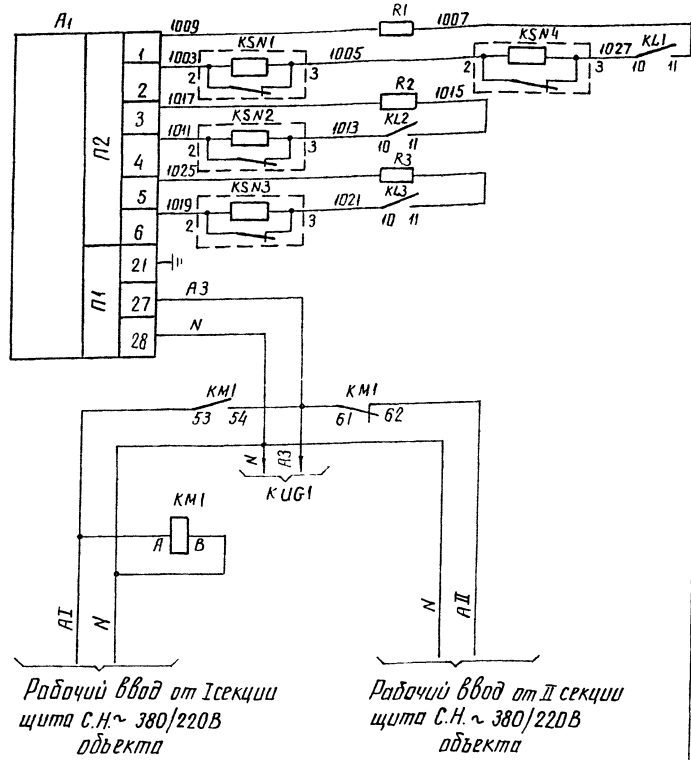 A1
1009
R1
1007
П2
1
1003
KSN1
1005
KSN4
1027
KL1
2
3
2
3
10
11
2
1017
R2
1015
3
1011
KSN2
1013
KL2
2
3
10
11
4
1025
R3
5
1019
KSN3
1021
KL3
2
3
10
11
6
П1
21
27
A3
28
N
KM1
KM1
53
54
61
62
N
A3
KUG1
KM1
A
B
AI
N
N
AII
Рабочий ввод от I секции
щита С.Н.~ 380/220В
объекта
Рабочий ввод от II секции
щита С.Н.~ 380/220В
объекта